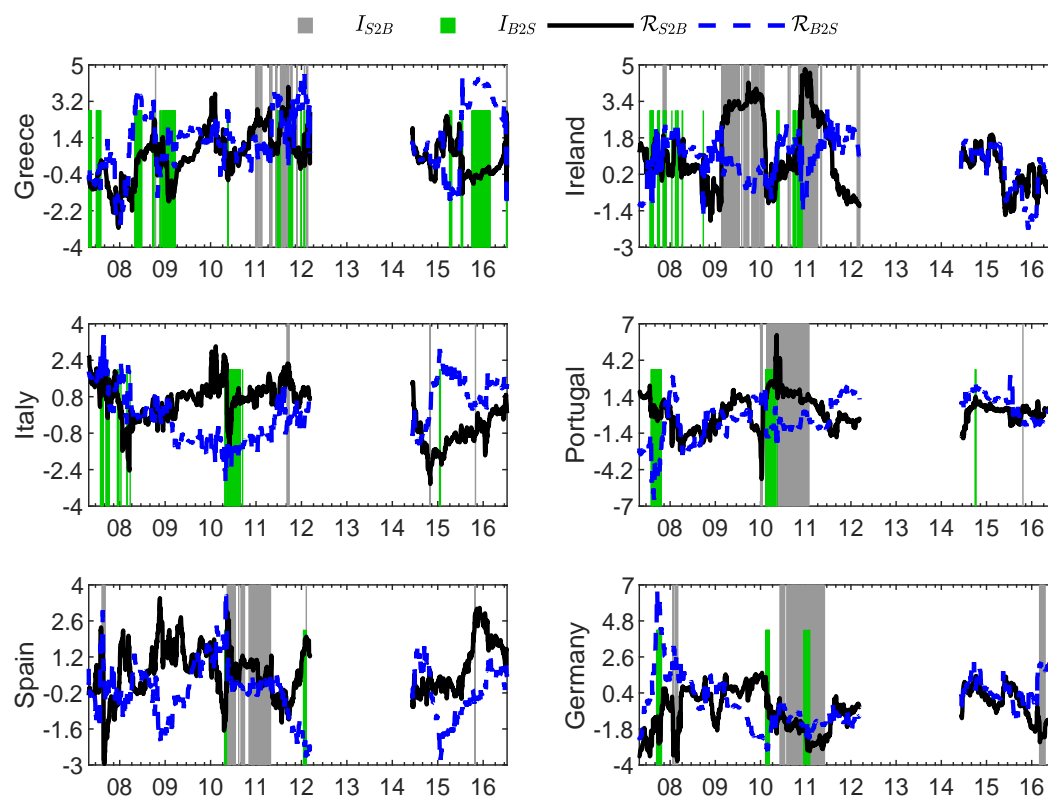 I_{S2B} I_{B2S} \mathcal{R}_{S2B} \mathcal{R}_{B2S}
Greece
5
3.2
1.4
-0.4
-2.2
-4
08 09 10 11 12 13 14 15 16
Ireland
5
3.4
1.8
0.2
-1.4
-3
08 09 10 11 12 13 14 15 16
Italy
4
2.4
0.8
-0.8
-2.4
-4
08 09 10 11 12 13 14 15 16
Portugal
7
4.2
1.4
-1.4
-4.2
-7
08 09 10 11 12 13 14 15 16
Spain
4
2.6
1.2
-0.2
-1.6
-3
08 09 10 11 12 13 14 15 16
Germany
7
4.8
2.6
0.4
-1.8
-4
08 09 10 11 12 13 14 15 16